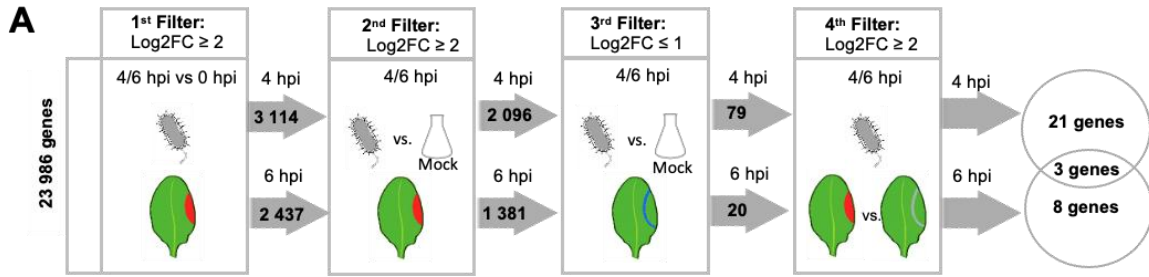 A
23 986 genes
1st Filter:
Log2FC ≥ 2
4/6 hpi vs 0 hpi
4 hpi
3 114
6 hpi
2 437
2nd Filter:
Log2FC ≥ 2
4/6 hpi
vs.
Mock
4 hpi
2 096
6 hpi
1 381
3rd Filter:
Log2FC ≤ 1
4/6 hpi
vs.
Mock
4 hpi
79
6 hpi
20
4th Filter:
Log2FC ≥ 2
4/6 hpi
vs.
4 hpi
6 hpi
21 genes
3 genes
8 genes